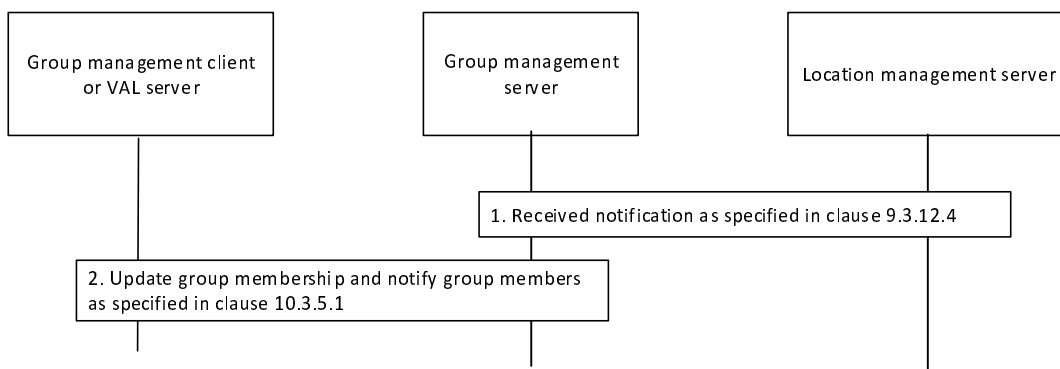 Group management client
or VAL server
Group management
server
Location management server
1. Received notification as specified in clause 9.3.12.4
2. Update group membership and notify group members
as specified in clause 10.3.5.1